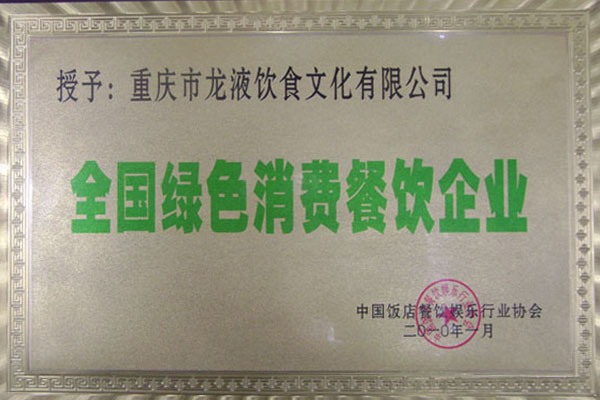 授予：重庆市龙液饮食文化有限公司
全国绿色消费餐饮企业
中国饭店餐饮娱乐行业协会
二〇一〇年一月